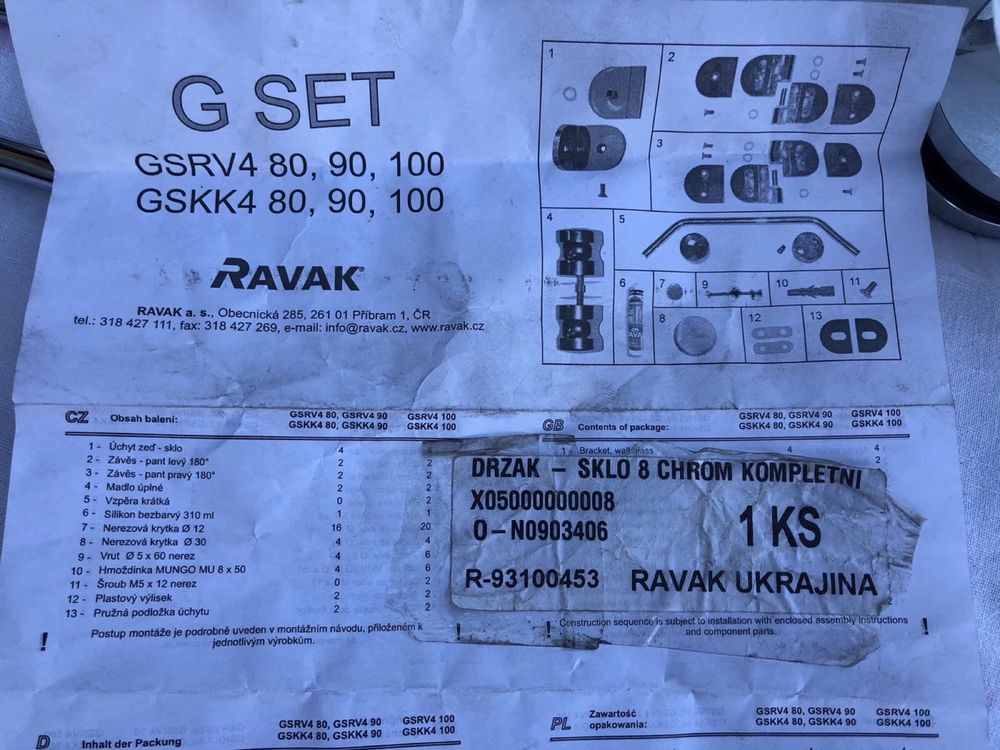 G SET
GSRV4 80, 90, 100
GSKK4 80, 90, 100
RAVAK®
RAVAK a. s., Obecnická 285, 261 01 Příbram 1, ČR
tel.: 318 427 111, fax: 318 427 269, e-mail: info@ravak.cz, www.ravak.cz
1
2
3
4
5
6
7
9
10
11
8
12
13
CZ Obsah balení: GSRV4 80, GSRV4 90 GSRV4 100
GSKK4 80, GSKK4 90 GSKK4 100
1 - Úchyt zeď - sklo 4 4
2 - Závěs - pant levý 180° 2 2
3 - Závěs - pant pravý 180° 2 2
4 - Madlo úplné 2 2
5 - Vzpěra krátká 0 2
6 - Silikon bezbarvý 310 ml 1 1
7 - Nerezová krytka Ø 12 16 20
8 - Nerezová krytka Ø 30 4 4
9 - Vrut Ø 5 x 60 nerez 4 6
10 - Hmoždinka MUNGO MU 8 x 50 4 6
11 - Šroub M5 x 12 nerez 0 2
12 - Plastový výlisek 2 2
13 - Pružná podložka úchytu 2 2
! Postup montáže je podrobně uveden v montážním návodu, přiloženém k !
jednotlivým výrobkům.
GB Contents of package: GSRV4 80, GSRV4 90 GSRV4 100
GSKK4 80, GSKK4 90 GSKK4 100
1 - Bracket, wall-glass 4 4
2
DRZAK – SKLO 8 CHROM KOMPLETNI
X05000000008
O-N0903406 1 KS
R-93100453 RAVAK UKRAJINA
2
! Construction sequence is subject to installation with enclosed assembly instructions !
and component parts.
D Inhalt der Packung GSRV4 80, GSRV4 90 GSRV4 100
GSKK4 80, GSKK4 90 GSKK4 100
PL Zawartość
opakowania: GSRV4 80, GSRV4 90 GSRV4 100
GSKK4 80, GSKK4 90 GSKK4 100